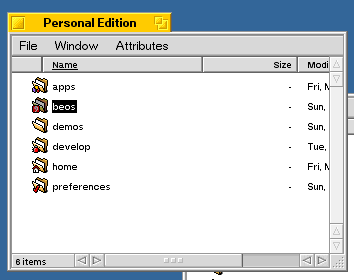 Personal Edition
File Window Attributes
Name Size Modi
apps - Fri, M
beos - Sun,
demos - Sun,
develop - Tue,
home - Fri, M
preferences - Sun,
6 items